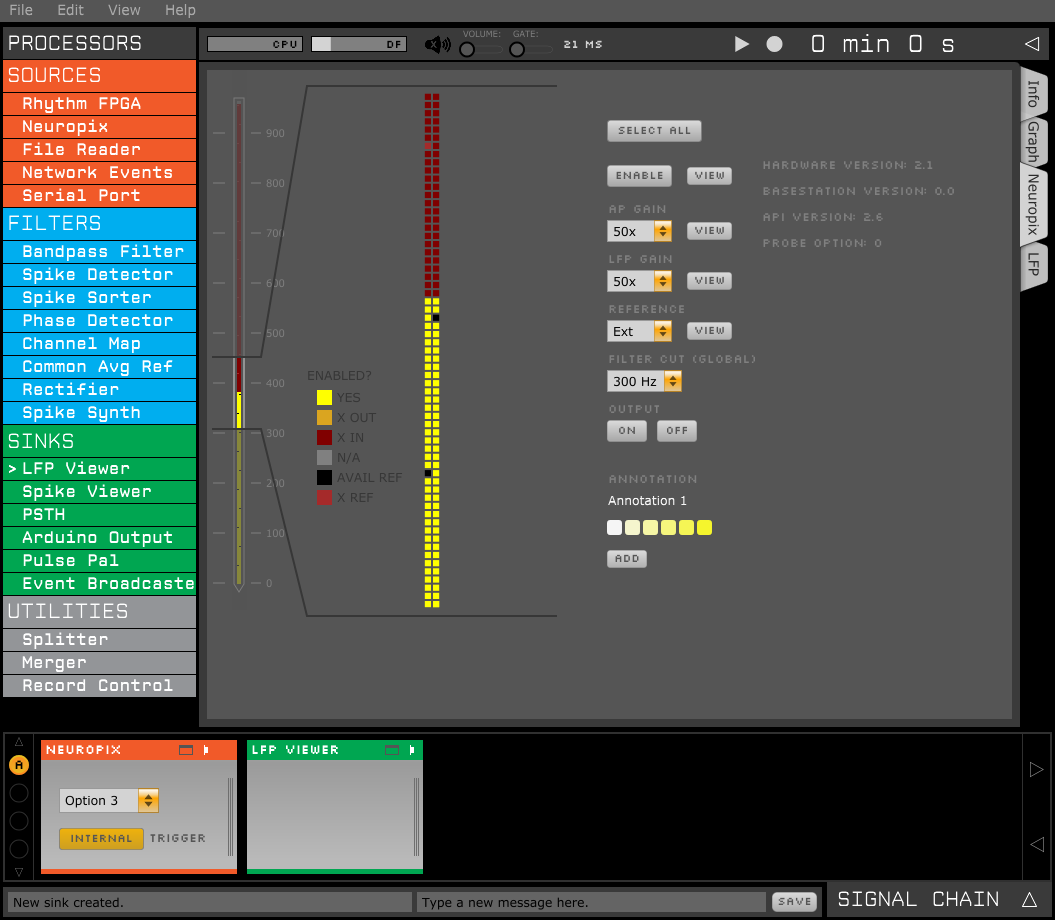 File Edit View Help
PROCESSORS
SOURCES
Rhythm FPGA
Neuropix
File Reader
Network Events
Serial Port
FILTERS
Bandpass Filter
Spike Detector
Spike Sorter
Phase Detector
Channel Map
Common Avg Ref
Rectifier
Spike Synth
SINKS
> LFP Viewer
Spike Viewer
PSTH
Arduino Output
Pulse Pal
Event Broadcaste
UTILITIES
Splitter
Merger
Record Control
CPU DF VOLUME: GATE: 21 MS 0 min 0 s
Info
Graph
Neuropix
LFP
900
800
700
600
500
400
300
200
100
0
ENABLED?
YES
X OUT
X IN
N/A
AVAIL REF
X REF
SELECT ALL
ENABLE VIEW
AP GAIN
50x VIEW
LFP GAIN
50x VIEW
REFERENCE
Ext VIEW
FILTER CUT (GLOBAL)
300 Hz
OUTPUT
ON OFF
ANNOTATION
Annotation 1
ADD
HARDWARE VERSION: 2.1
BASESTATION VERSION: 0.0
API VERSION: 2.6
PROBE OPTION: 0
A
NEUROPIX
Option 3
INTERNAL TRIGGER
LFP VIEWER
New sink created.
Type a new message here.
SAVE
SIGNAL CHAIN